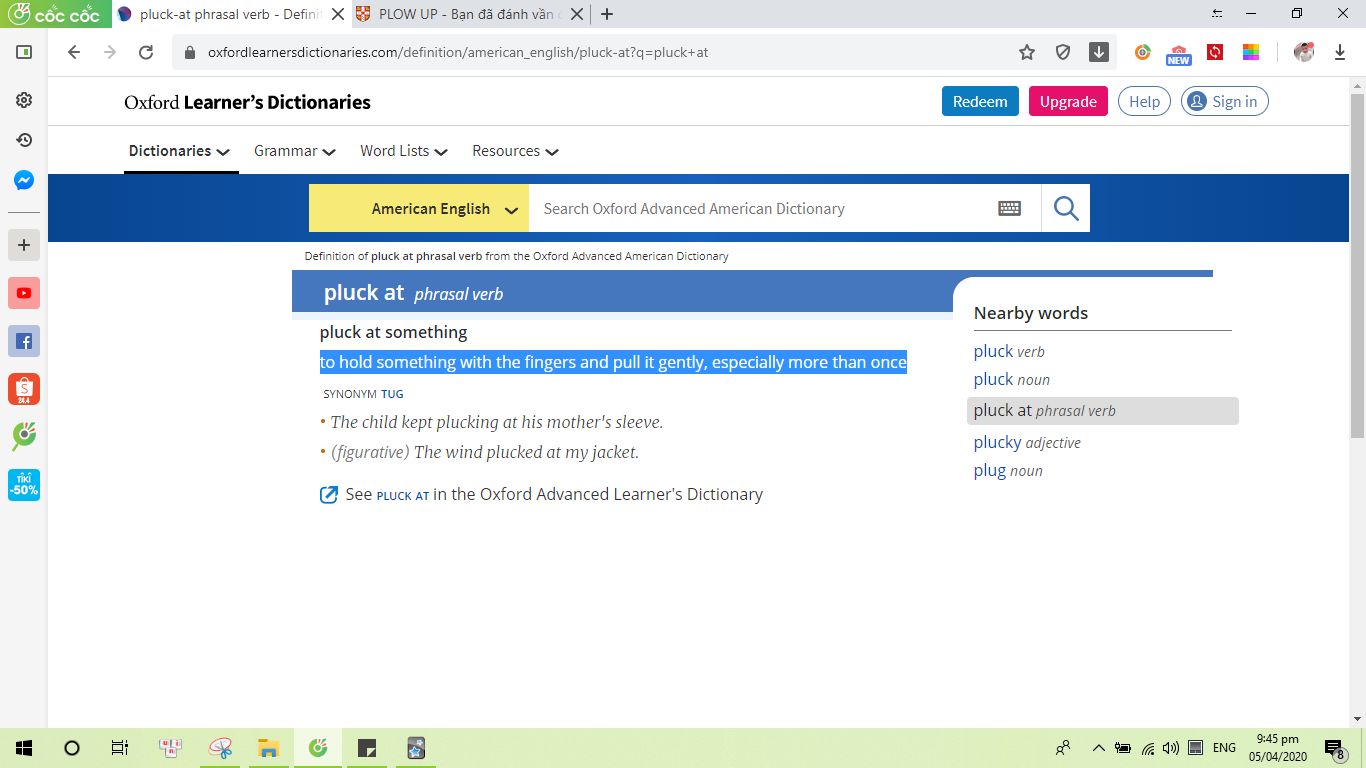 cốc cốc
pluck-at phrasal verb - Defini
PLOW UP - Bạn đã đánh vần
oxfordlearnersdictionaries.com/definition/american_english/pluck-at?q=pluck+at
NEW
Oxford Learner's Dictionaries
Redeem
Upgrade
Help
Sign in
Dictionaries
Grammar
Word Lists
Resources
American English
Search Oxford Advanced American Dictionary
Definition of pluck at phrasal verb from the Oxford Advanced American Dictionary
pluck at phrasal verb
pluck at something
to hold something with the fingers and pull it gently, especially more than once
SYNONYM TUG
• The child kept plucking at his mother's sleeve.
• (figurative) The wind plucked at my jacket.
See PLUCK AT in the Oxford Advanced Learner's Dictionary
Nearby words
pluck verb
pluck noun
pluck at phrasal verb
plucky adjective
plug noun
24.4
TIKI
-50%
ENG
9:45 pm
05/04/2020
8